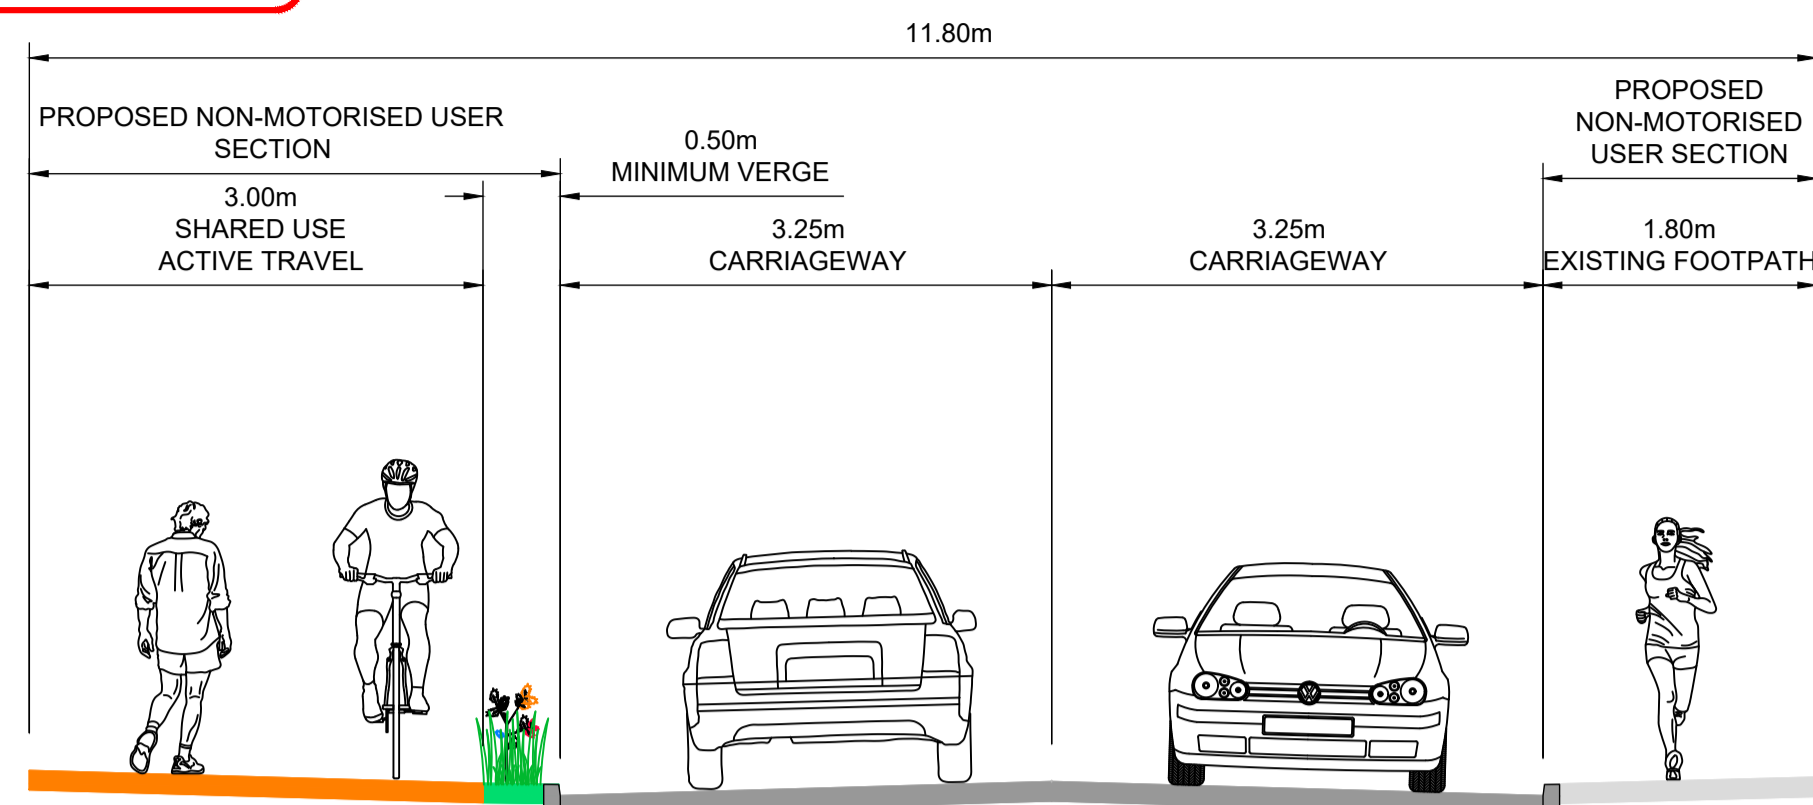 11.80m
PROPOSED NON-MOTORISED USER
SECTION
0.50m
MINIMUM VERGE
PROPOSED
NON-MOTORISED
USER SECTION
3.00m
SHARED USE
ACTIVE TRAVEL
3.25m
CARRIAGEWAY
3.25m
CARRIAGEWAY
1.80m
EXISTING FOOTPATH